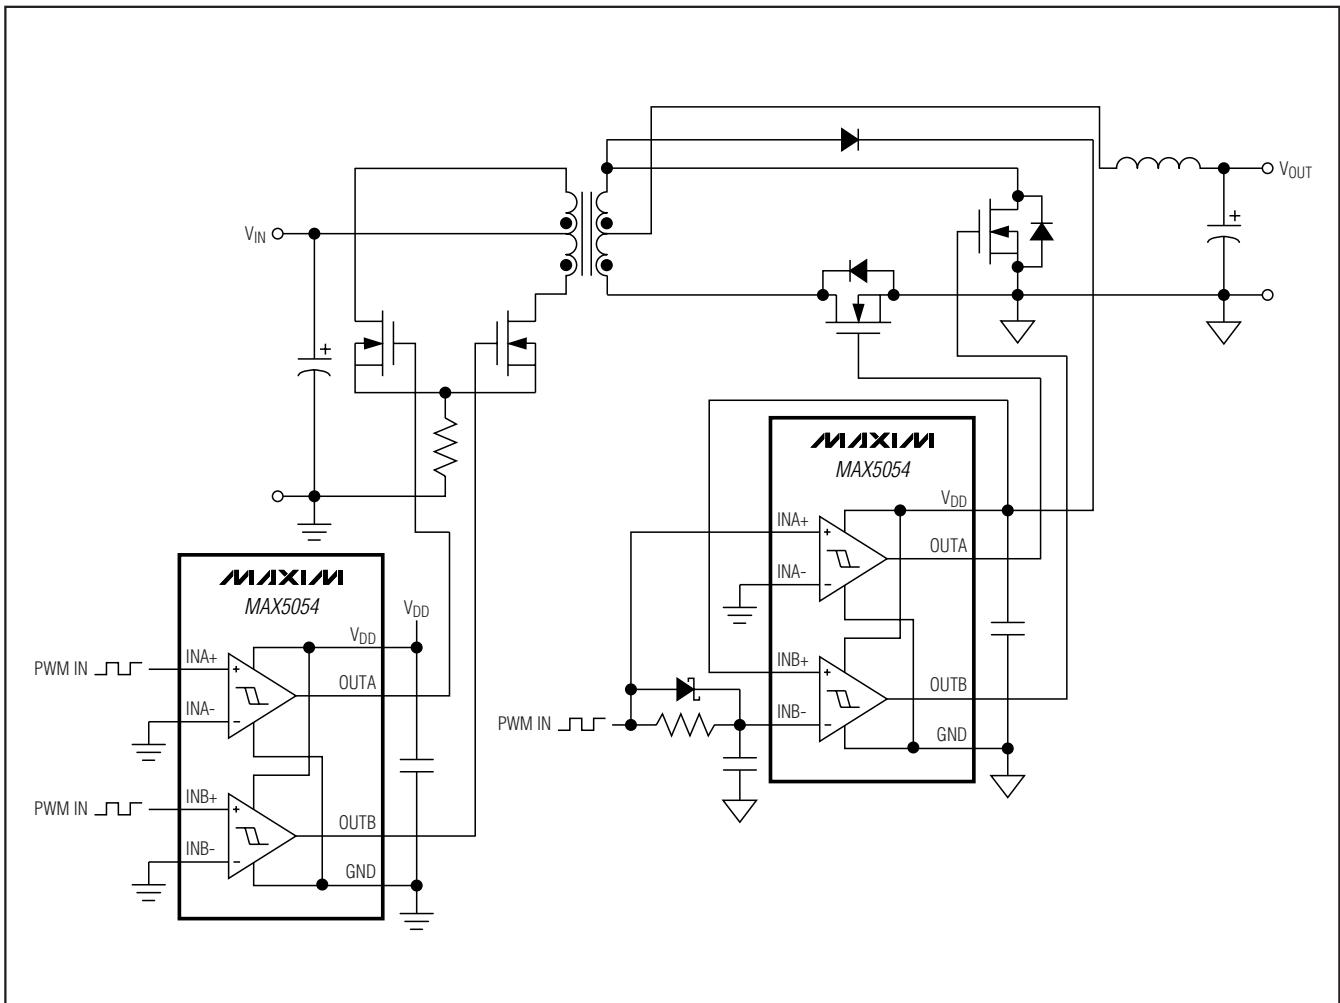 VOUT
VIN
+
+
MAXIM
MAX5054
VDD
INA+
+
OUTA
INA-
-
INB+
+
OUTB
INB-
-
GND
PWM IN
MAXIM
MAX5054
VDD
VDD
PWM IN
INA+
+
OUTA
INA-
-
PWM IN
INB+
+
OUTB
INB-
-
GND